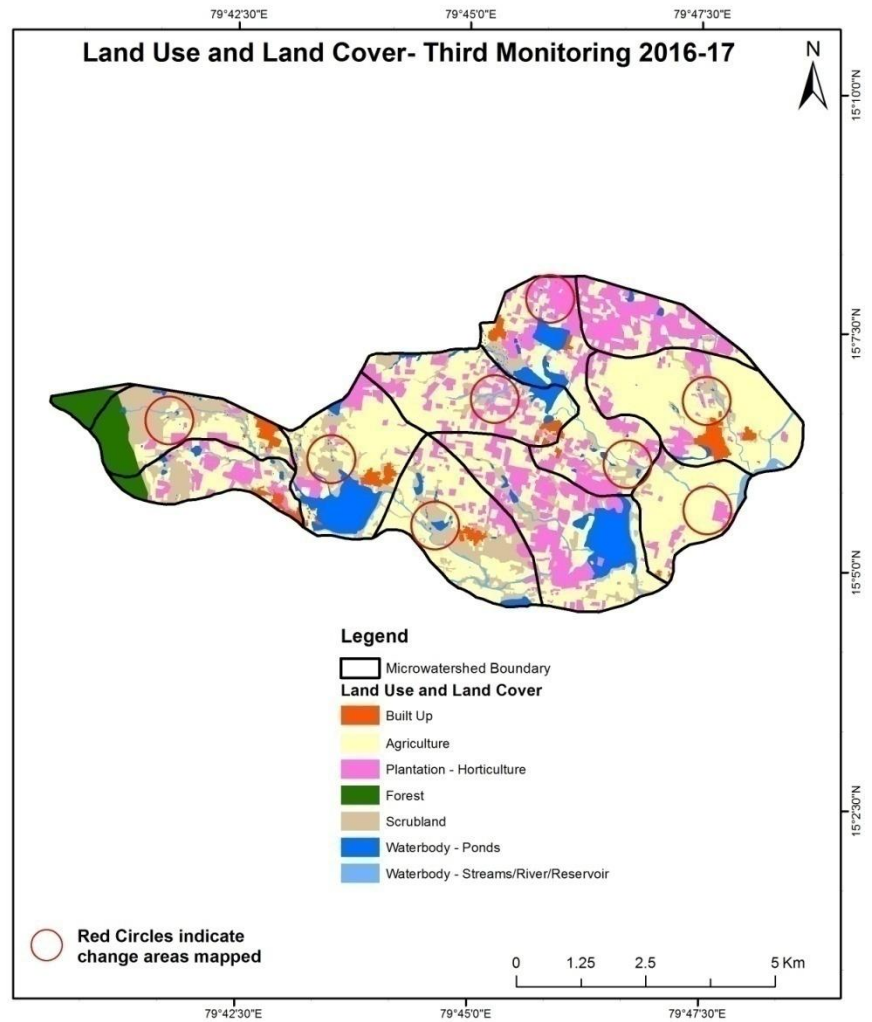 79°42'30"E
79°45'0"E
79°47'30"E
Land Use and Land Cover- Third Monitoring 2016-17
N
15°10'0"N
15°7'30"N
15°5'0"N
15°2'30"N
Legend
Microwatershed Boundary
Land Use and Land Cover
Built Up
Agriculture
Plantation - Horticulture
Forest
Scrubland
Waterbody - Ponds
Waterbody - Streams/River/Reservoir
Red Circles indicate
change areas mapped
0 1.25 2.5 5 Km
79°42'30"E
79°45'0"E
79°47'30"E